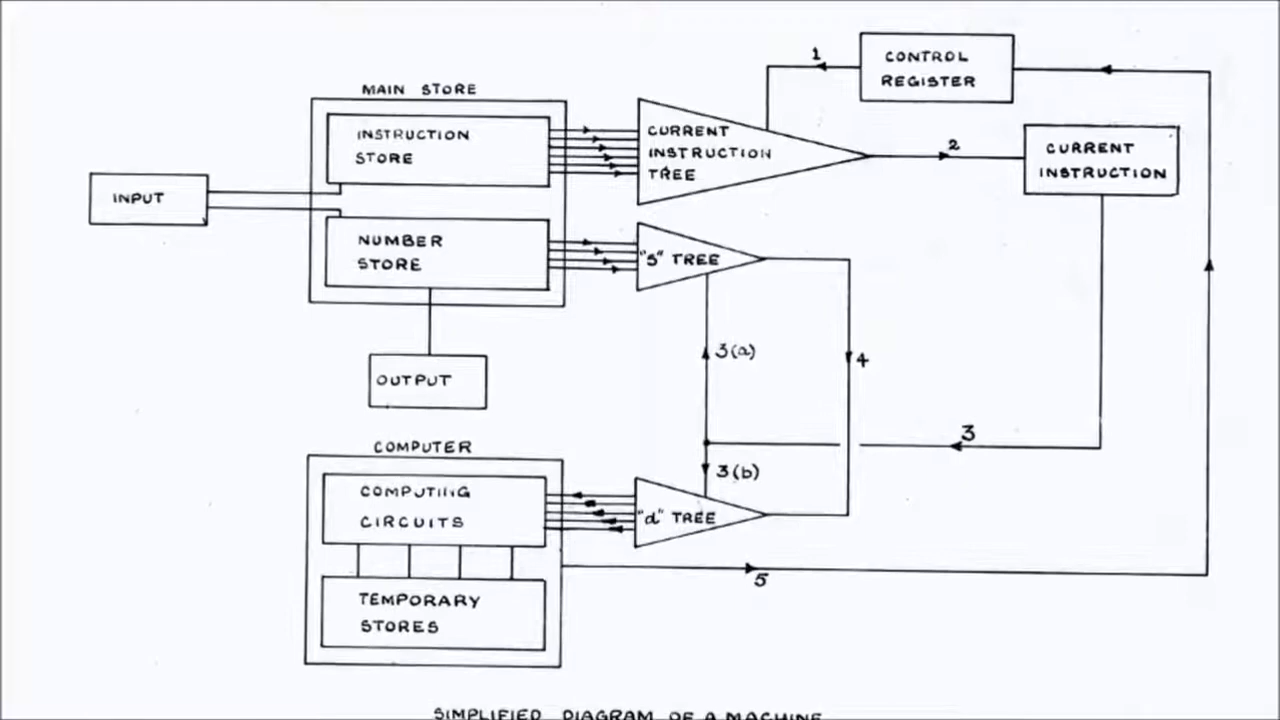 1
CONTROL
REGISTER
MAIN STORE
INSTRUCTION
STORE
CURRENT
INSTRUCTION
TREE
2
CURRENT
INSTRUCTION
INPUT
NUMBER
STORE
"S" TREE
3(a)
4
OUTPUT
3
COMPUTER
3(b)
COMPUTING
CIRCUITS
"d" TREE
5
TEMPORARY
STORES
SIMPLIFIED DIAGRAM OF A MACHINE